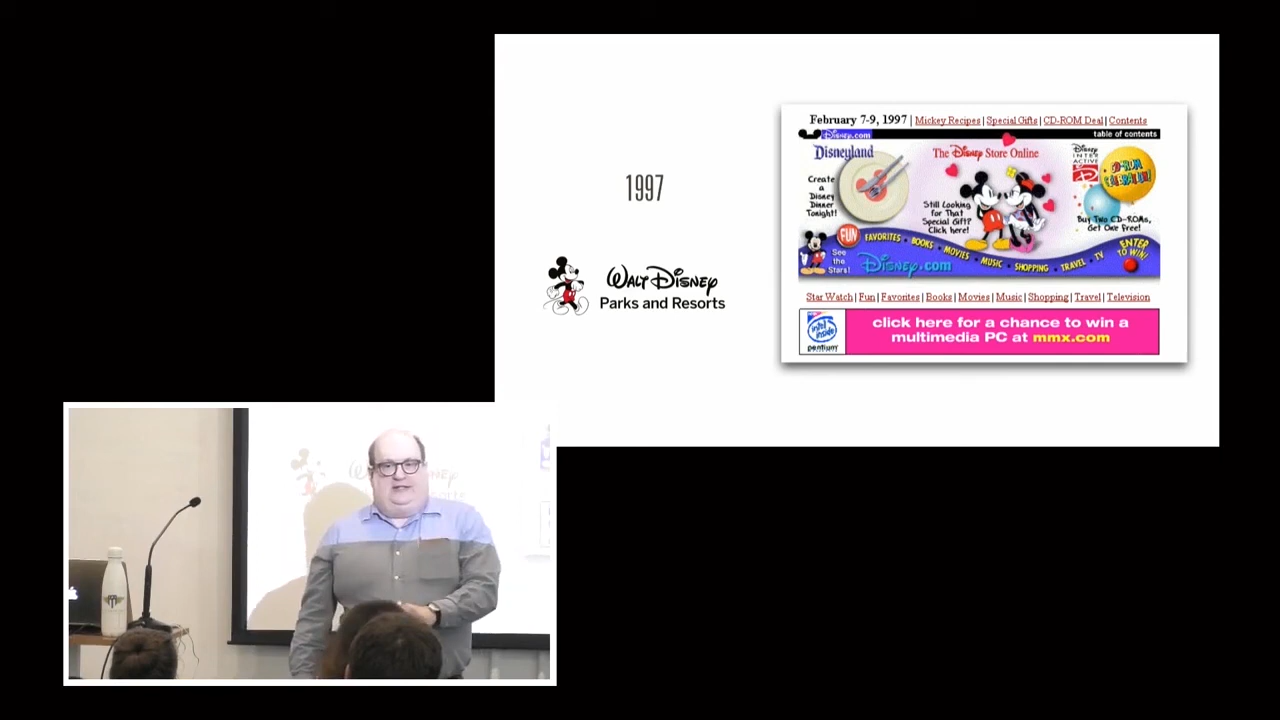 1997
Walt Disney
Parks and Resorts
February 7-9, 1997 | Mickey Recipes | Special Gifts | CD-ROM Deal | Contents
Disney.com
table of contents
Disneyland
Create
a
Disney
Dinner
Tonight!
The Disney Store Online
Still Looking
for That
Special Gift?
Click here!
Disney
INTER
ACTIVE
CD-ROM
CELEBRATION!
Buy Two CD-ROMs,
Get One Free!
See
the
Stars!
FUN
FAVORITES • BOOKS • MOVIES • MUSIC • SHOPPING • TRAVEL • TV
ENTER
TO WIN!
Disney.com
Star Watch | Fun | Favorites | Books | Movies | Music | Shopping | Travel | Television
intel
inside
pentium
click here for a chance to win a
multimedia PC at mmx.com